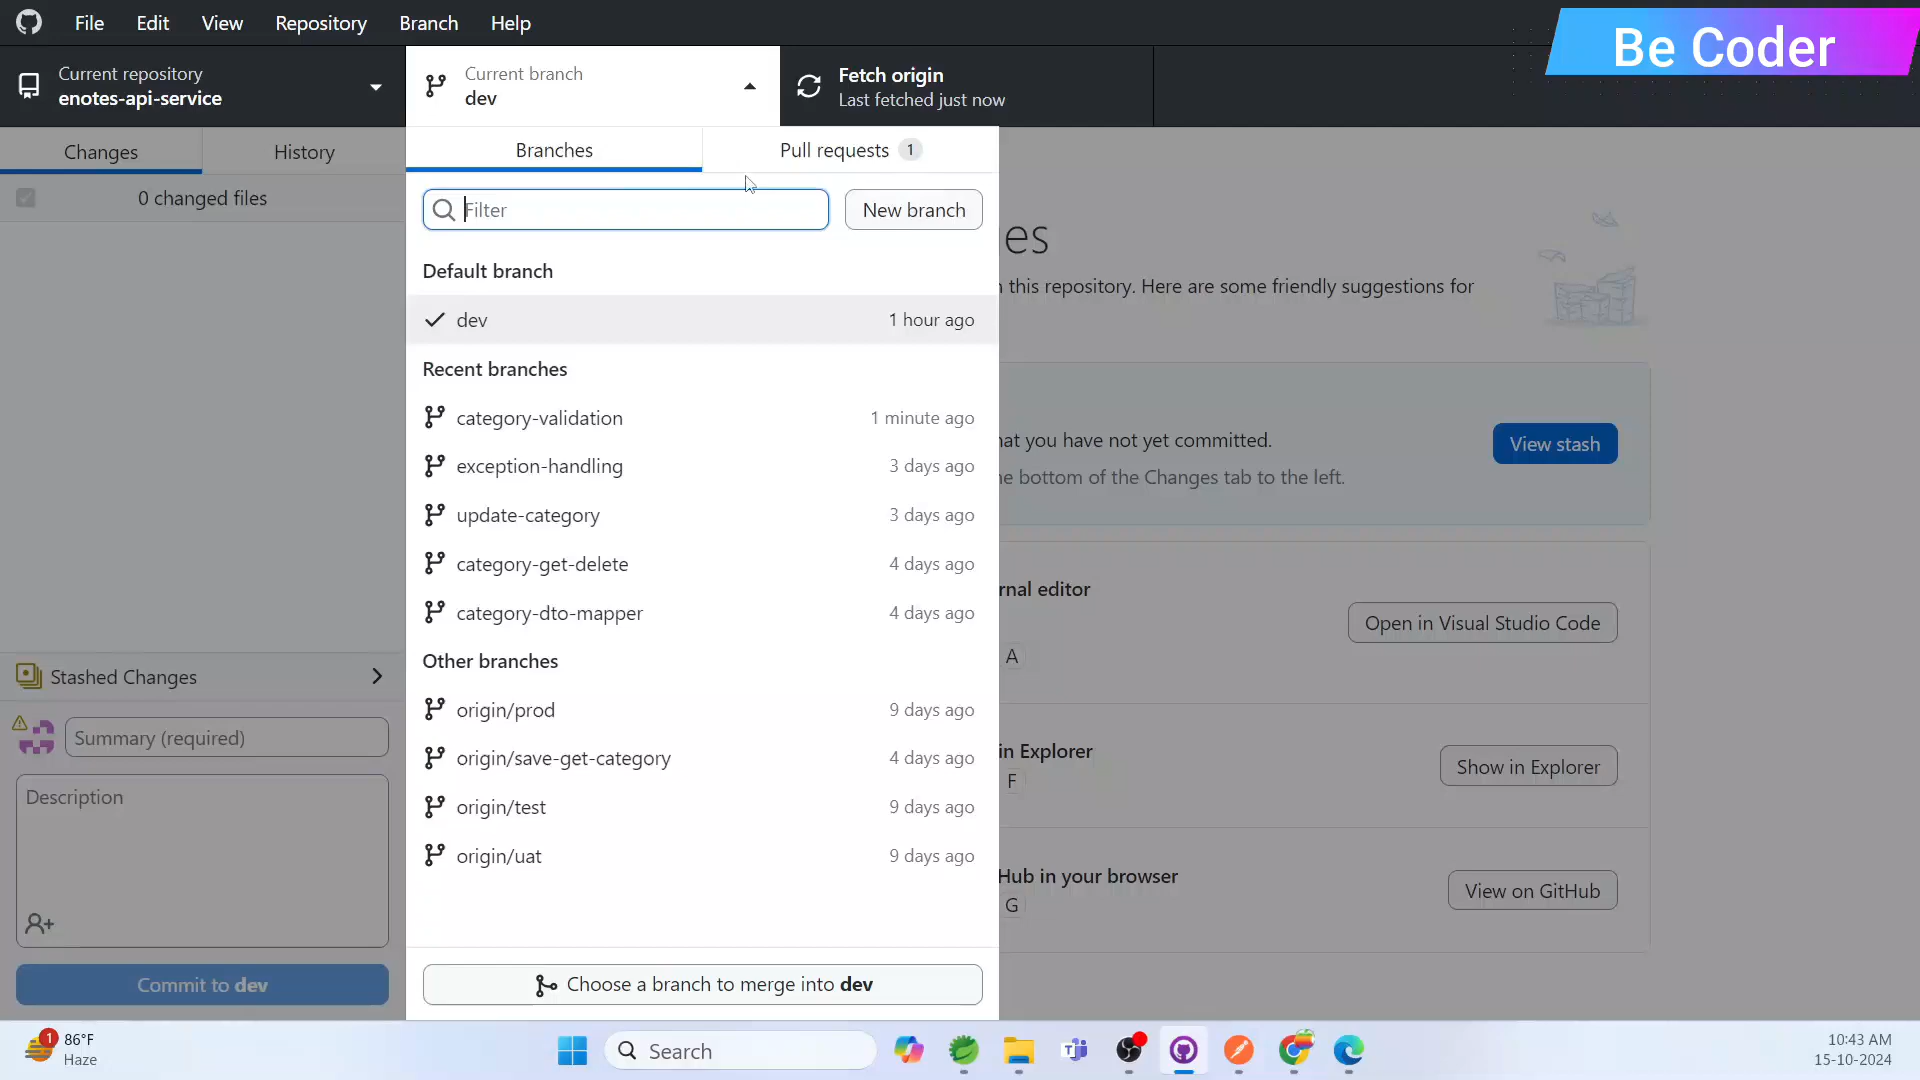 File Edit View Repository Branch Help
Be Coder
Current repository
enotes-api-service
Current branch
dev
Fetch origin
Last fetched just now
Changes
History
0 changed files
Branches
Pull requests 1
Filter
New branch
Default branch
dev 1 hour ago
Recent branches
category-validation 1 minute ago
exception-handling 3 days ago
update-category 3 days ago
category-get-delete 4 days ago
category-dto-mapper 4 days ago
Other branches
origin/prod 9 days ago
origin/save-get-category 4 days ago
origin/test 9 days ago
origin/uat 9 days ago
Choose a branch to merge into dev
es
this repository. Here are some friendly suggestions for
at you have not yet committed.
View stash
e bottom of the Changes tab to the left.
rnal editor
Open in Visual Studio Code
A
in Explorer
Show in Explorer
F
Hub in your browser
View on GitHub
G
Stashed Changes
Summary (required)
Description
Commit to dev
1
86°F
Haze
Search
10:43 AM
15-10-2024